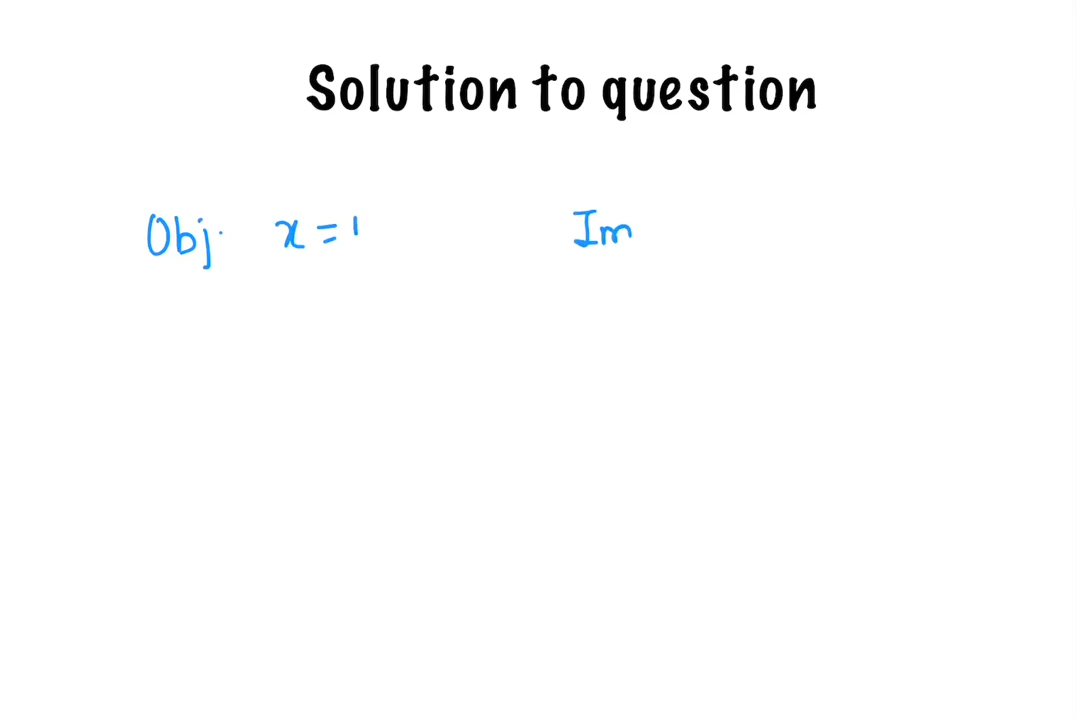 Solution to question
Obj. x = 1 Im